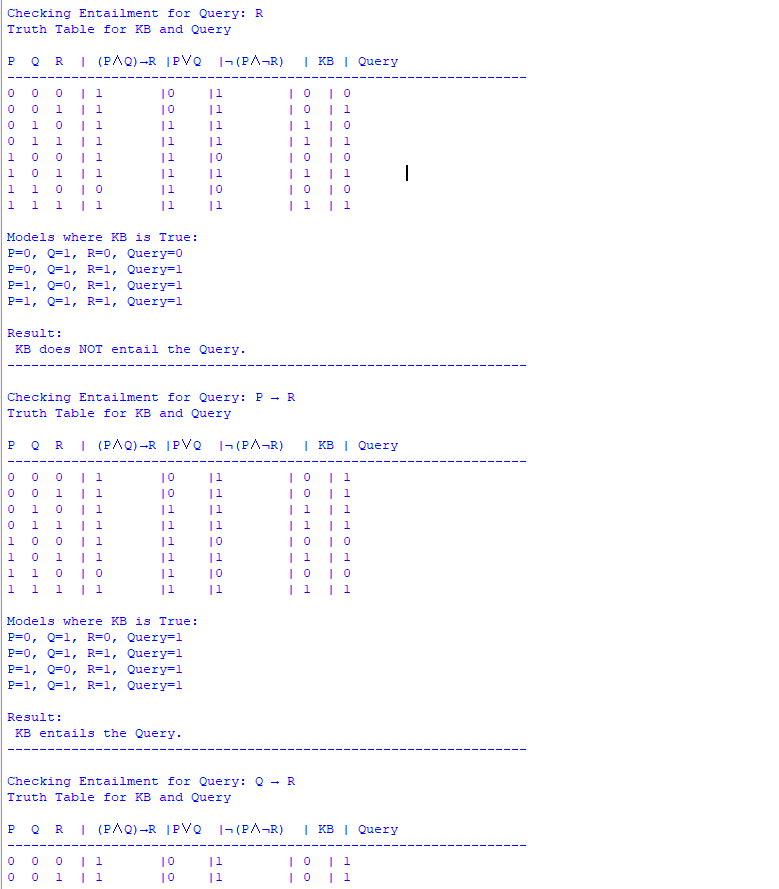 Checking Entailment for Query: R
Truth Table for KB and Query
P  Q  R  |  (P⋀Q)→R |P⋁Q  |¬(P⋀¬R)  | KB | Query
-----------------------------------------------------------------
0  0  0  | 1       |0    |1        | 0  | 0
0  0  1  | 1       |0    |1        | 0  | 1
0  1  0  | 1       |1    |1        | 1  | 0
0  1  1  | 1       |1    |1        | 1  | 1
1  0  0  | 1       |1    |0        | 0  | 0
1  0  1  | 1       |1    |1        | 1  | 1
1  1  0  | 0       |1    |0        | 0  | 0
1  1  1  | 1       |1    |1        | 1  | 1
Models where KB is True:
P=0, Q=1, R=0, Query=0
P=0, Q=1, R=1, Query=1
P=1, Q=0, R=1, Query=1
P=1, Q=1, R=1, Query=1
Result:
KB does NOT entail the Query.
-----------------------------------------------------------------
Checking Entailment for Query: P → R
Truth Table for KB and Query
P  Q  R  |  (P⋀Q)→R |P⋁Q  |¬(P⋀¬R)  | KB | Query
-----------------------------------------------------------------
0  0  0  | 1       |0    |1        | 0  | 1
0  0  1  | 1       |0    |1        | 0  | 1
0  1  0  | 1       |1    |1        | 1  | 1
0  1  1  | 1       |1    |1        | 1  | 1
1  0  0  | 1       |1    |0        | 0  | 0
1  0  1  | 1       |1    |1        | 1  | 1
1  1  0  | 0       |1    |0        | 0  | 0
1  1  1  | 1       |1    |1        | 1  | 1
Models where KB is True:
P=0, Q=1, R=0, Query=1
P=0, Q=1, R=1, Query=1
P=1, Q=0, R=1, Query=1
P=1, Q=1, R=1, Query=1
Result:
KB entails the Query.
-----------------------------------------------------------------
Checking Entailment for Query: Q → R
Truth Table for KB and Query
P  Q  R  |  (P⋀Q)→R |P⋁Q  |¬(P⋀¬R)  | KB | Query
-----------------------------------------------------------------
0  0  0  | 1       |0    |1        | 0  | 1
0  0  1  | 1       |0    |1        | 0  | 1